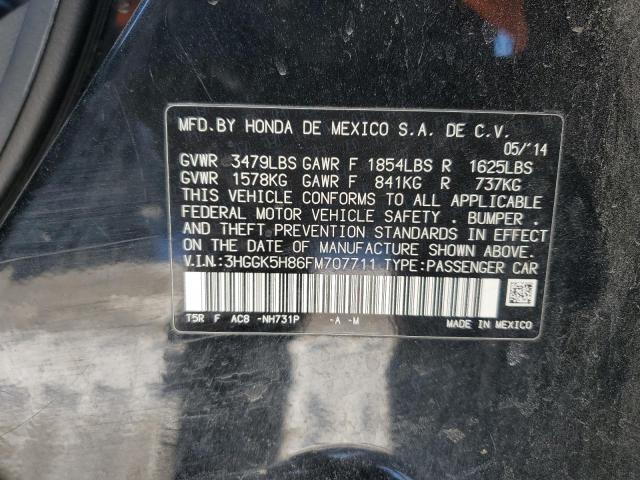 MFD.BY HONDA DE MEXICO S.A. DE C.V.
05/'14
GVWR 3479LBS GAWR F 1854LBS R 1625LBS
GVWR 1578KG GAWR F 841KG R 737KG
THIS VEHICLE CONFORMS TO ALL APPLICABLE
FEDERAL MOTOR VEHICLE SAFETY . BUMPER .
AND THEFT PREVENTION STANDARDS IN EFFECT
ON THE DATE OF MANUFACTURE SHOWN ABOVE.
V.I.N.:3HGGK5H86FM707711 TYPE:PASSENGER CAR
T5R F AC8 -NH731P -A -M
MADE IN MEXICO